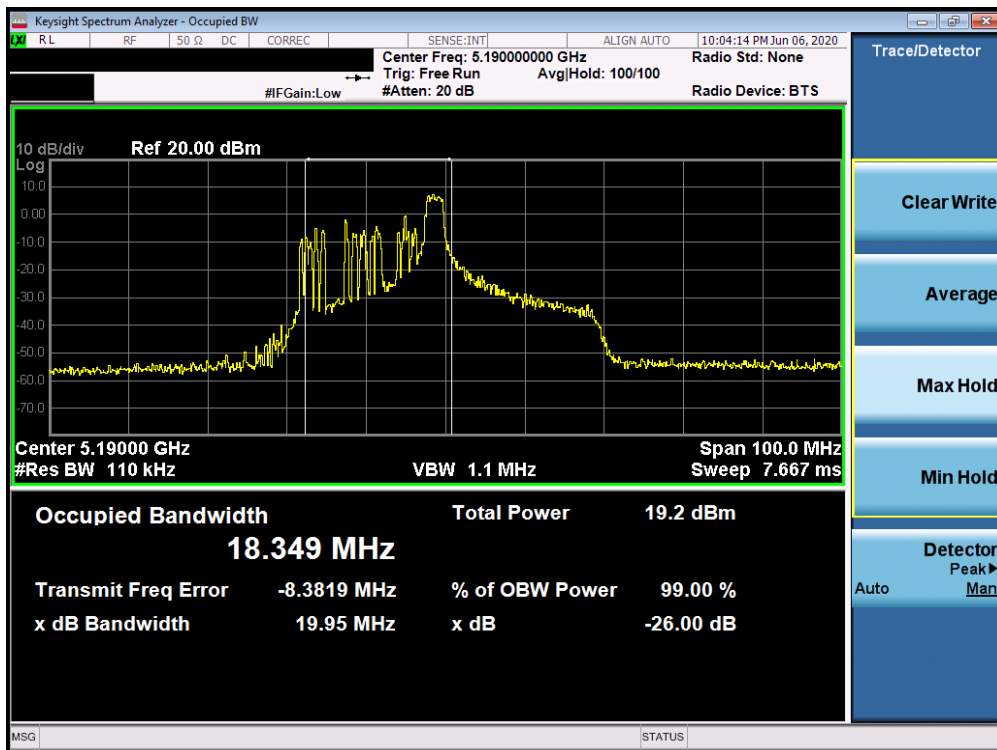 Keysight Spectrum Analyzer - Occupied BW
LXI RL RF 50 Ω DC CORREC SENSE:INT ALIGN AUTO 10:04:14 PM Jun 06, 2020
Center Freq: 5.190000000 GHz Radio Std: None
Trig: Free Run Avg|Hold: 100/100
#IFGain:Low #Atten: 20 dB Radio Device: BTS
10 dB/div Ref 20.00 dBm
Log
10.0
0.00
-10.0
-20.0
-30.0
-40.0
-50.0
-60.0
-70.0
Center 5.19000 GHz Span 100.0 MHz
#Res BW 110 kHz VBW 1.1 MHz Sweep 7.667 ms
Occupied Bandwidth Total Power 19.2 dBm
18.349 MHz
Transmit Freq Error -8.3819 MHz % of OBW Power 99.00 %
x dB Bandwidth 19.95 MHz x dB -26.00 dB
MSG STATUS
Trace/Detector
Clear Write
Average
Max Hold
Min Hold
Detector
Peak▶
Auto Man